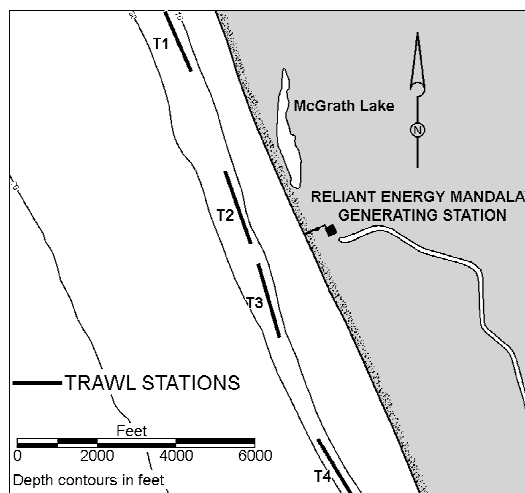 T1
McGrath Lake
N
RELIANT ENERGY MANDALA
GENERATING STATION
T2
T3
TRAWL STATIONS
Feet
0 2000 4000 6000
Depth contours in feet
T4